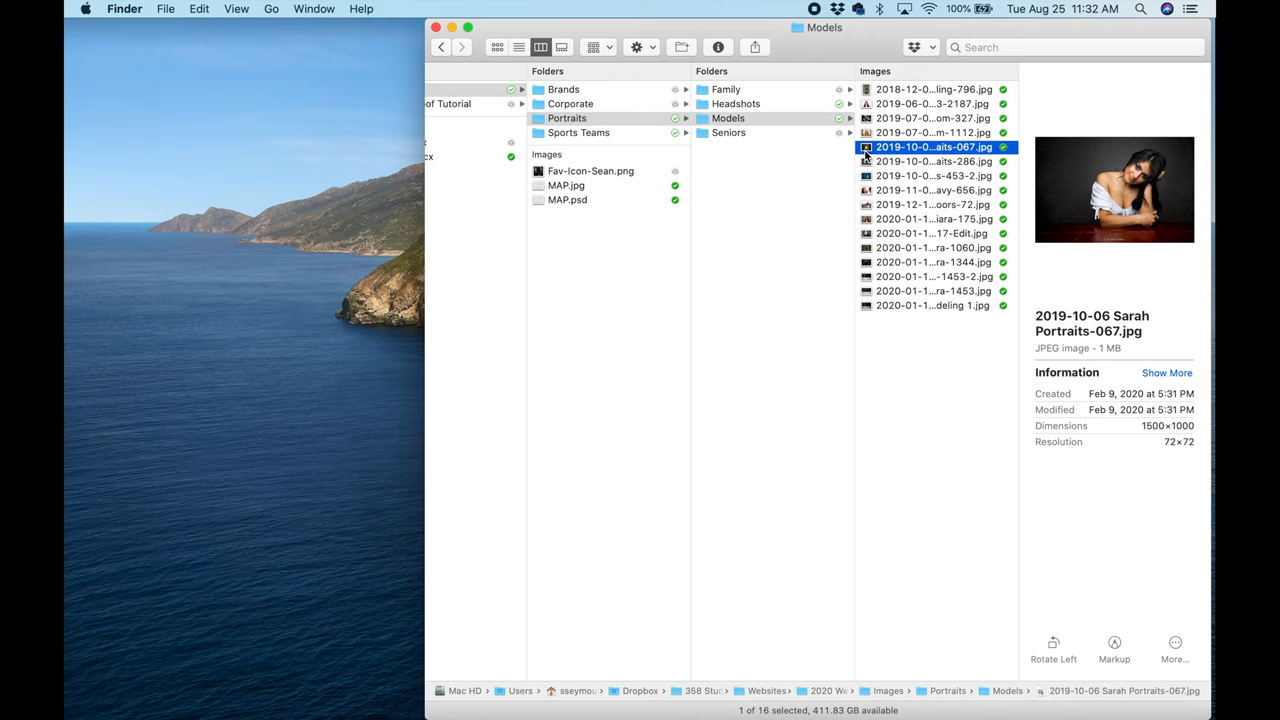 Finder File Edit View Go Window Help 100% Tue Aug 25 11:32 AM
Models
Search
Folders Folders Images
of Tutorial
cx
Brands
Corporate
Portraits
Sports Teams
Images
Fav-Icon-Sean.png
MAP.jpg
MAP.psd
Family
Headshots
Models
Seniors
2018-12-0...ling-796.jpg
2019-06-0...3-2187.jpg
2019-07-0...om-327.jpg
2019-07-0...m-1112.jpg
2019-10-0...aits-067.jpg
2019-10-0...aits-286.jpg
2019-10-0...s-453-2.jpg
2019-11-0...avy-656.jpg
2019-12-1...oors-72.jpg
2020-01-1...iara-175.jpg
2020-01-1...17-Edit.jpg
2020-01-1...ra-1060.jpg
2020-01-1...ra-1344.jpg
2020-01-1...-1453-2.jpg
2020-01-1...ra-1453.jpg
2020-01-1...deling 1.jpg
2019-10-06 Sarah
Portraits-067.jpg
JPEG image - 1 MB
Information Show More
Created Feb 9, 2020 at 5:31 PM
Modified Feb 9, 2020 at 5:31 PM
Dimensions 1500×1000
Resolution 72×72
Rotate Left Markup More...
Mac HD › Users › sseymou › Dropbox › 358 Stu › Websites › 2020 We › Images › Portraits › Models › 2019-10-06 Sarah Portraits-067.jpg
1 of 16 selected, 411.83 GB available